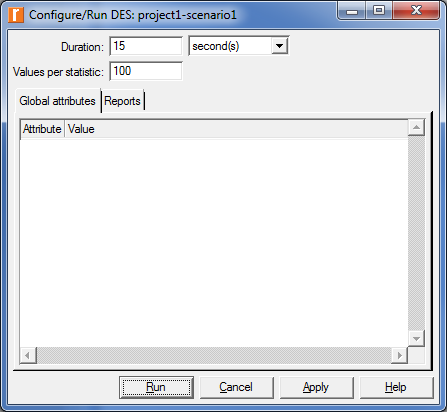 Configure/Run DES: project1-scenario1
Duration: 15 second(s)
Values per statistic: 100
Global attributes Reports
Attribute Value
Run Cancel Apply Help